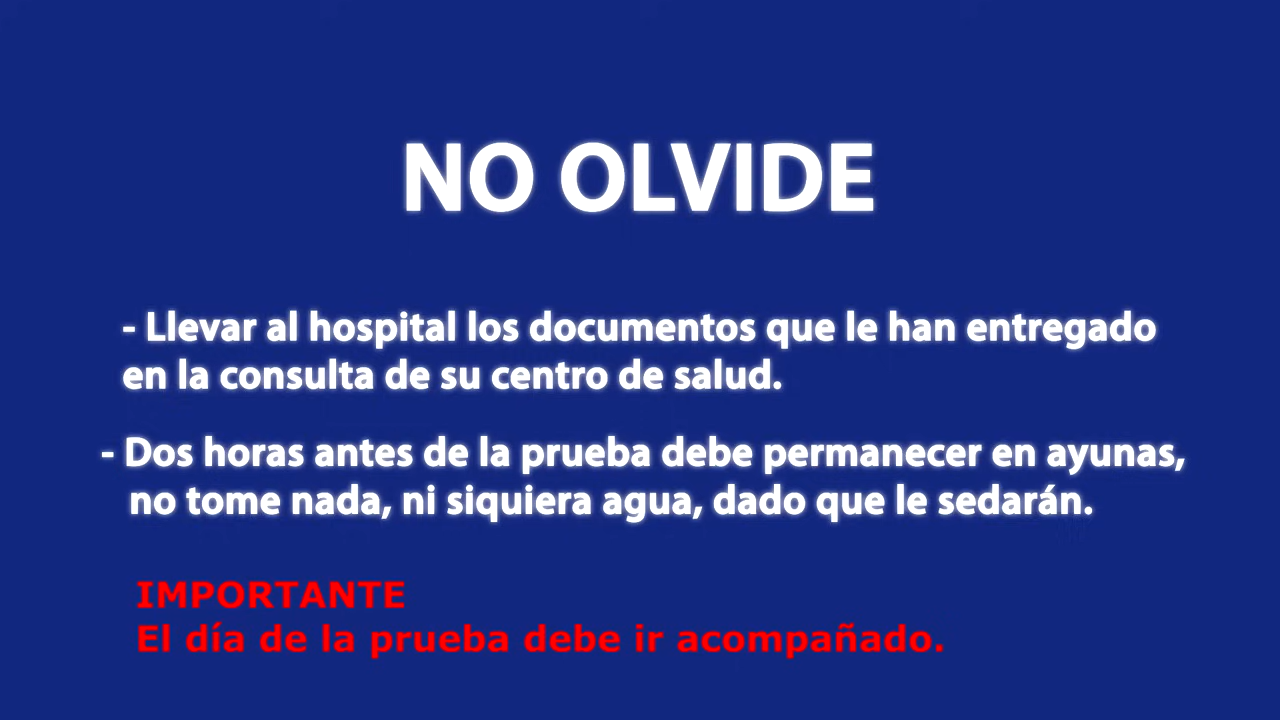 NO OLVIDE
- Llevar al hospital los documentos que le han entregado
en la consulta de su centro de salud.
- Dos horas antes de la prueba debe permanecer en ayunas,
no tome nada, ni siquiera agua, dado que le sedarán.
IMPORTANTE
El día de la prueba debe ir acompañado.